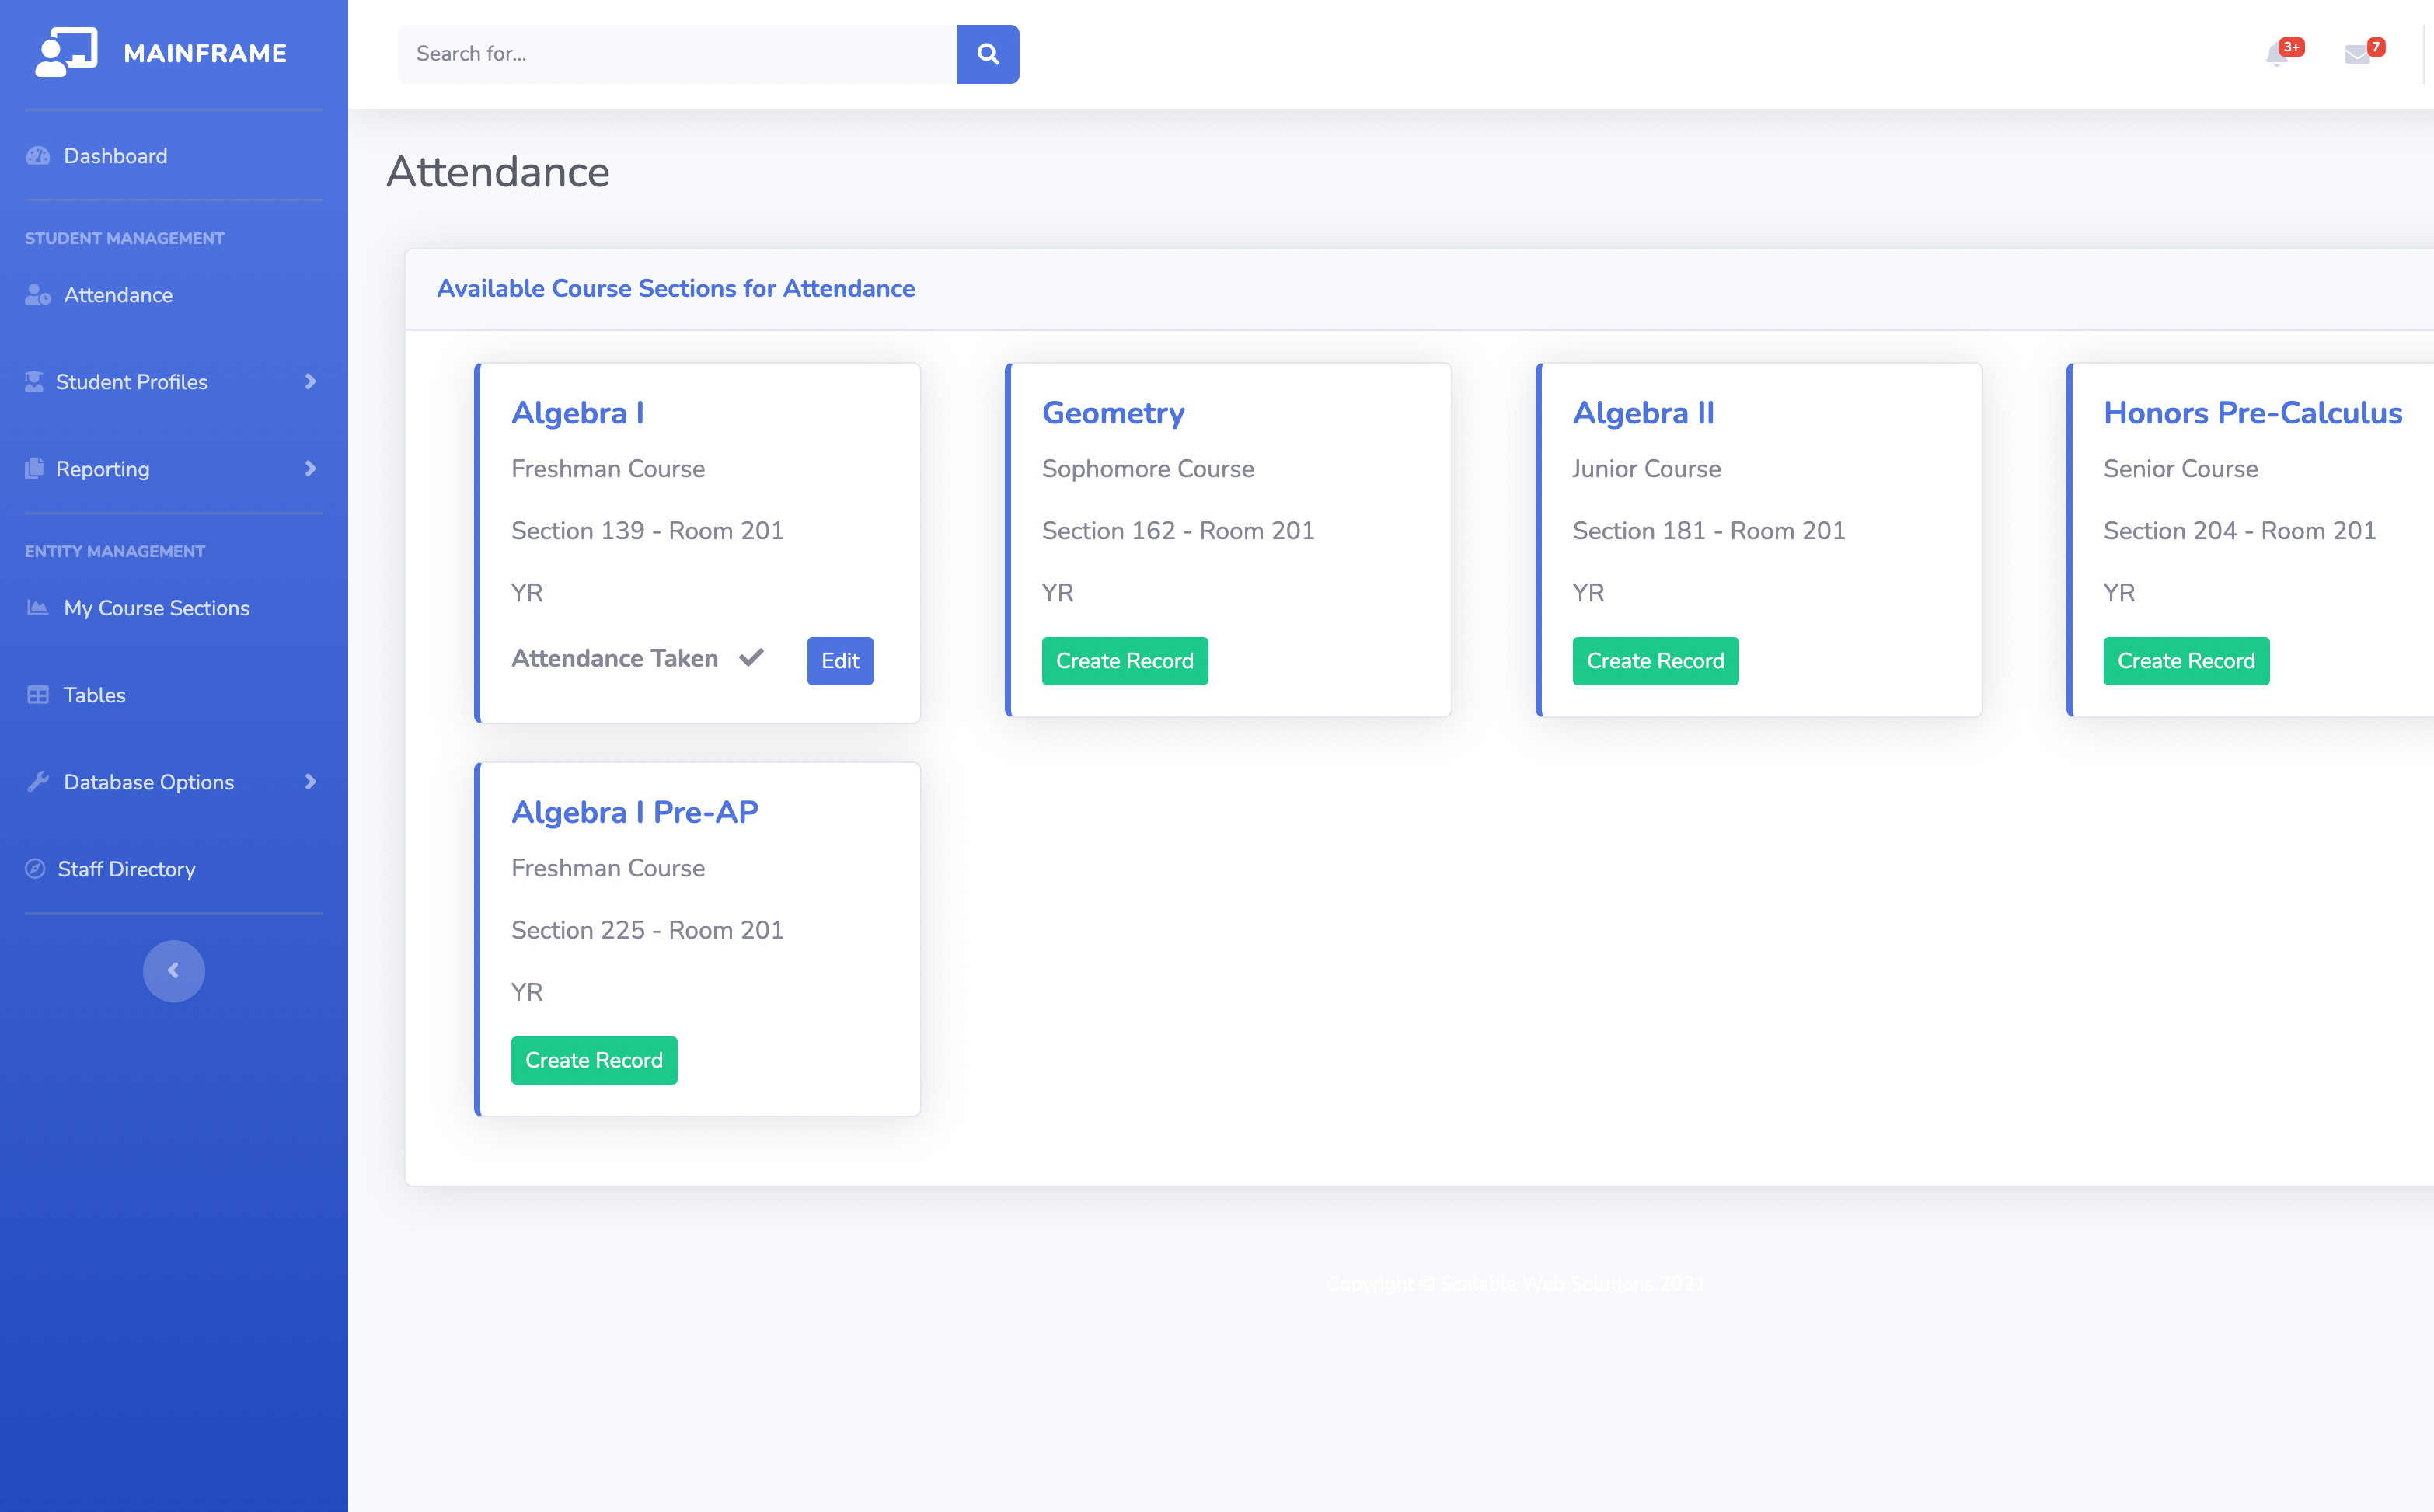 MAINFRAME
Search for...
3+
7
Dashboard
STUDENT MANAGEMENT
Attendance
Student Profiles
Reporting
ENTITY MANAGEMENT
My Course Sections
Tables
Database Options
Staff Directory
Attendance
Available Course Sections for Attendance
Algebra I
Freshman Course
Section 139 - Room 201
YR
Attendance Taken
Edit
Geometry
Sophomore Course
Section 162 - Room 201
YR
Create Record
Algebra II
Junior Course
Section 181 - Room 201
YR
Create Record
Honors Pre-Calculus
Senior Course
Section 204 - Room 201
YR
Create Record
Algebra I Pre-AP
Freshman Course
Section 225 - Room 201
YR
Create Record
Copyright © Scalable Web Solutions 2021